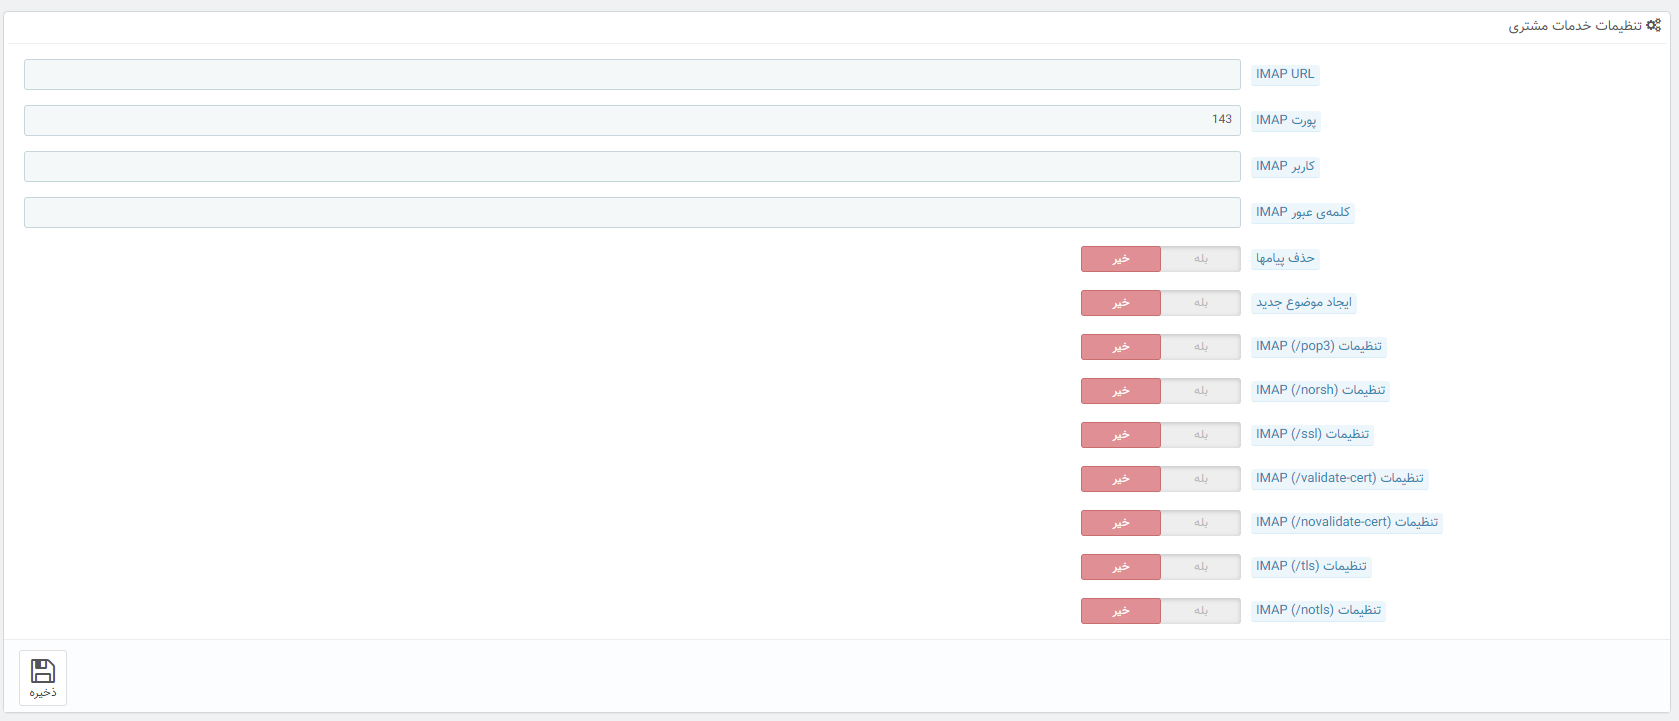 تنظیمات خدمات مشتری
IMAP URL
پورت IMAP
143
کاربر IMAP
کلمه‌ی عبور IMAP
حذف پیامها
بله خیر
ایجاد موضوع جدید
بله خیر
تنظیمات IMAP (/pop3)
بله خیر
تنظیمات IMAP (/norsh)
بله خیر
تنظیمات IMAP (/ssl)
بله خیر
تنظیمات IMAP (/validate-cert)
بله خیر
تنظیمات IMAP (/novalidate-cert)
بله خیر
تنظیمات IMAP (/tls)
بله خیر
تنظیمات IMAP (/notls)
بله خیر
ذخیره